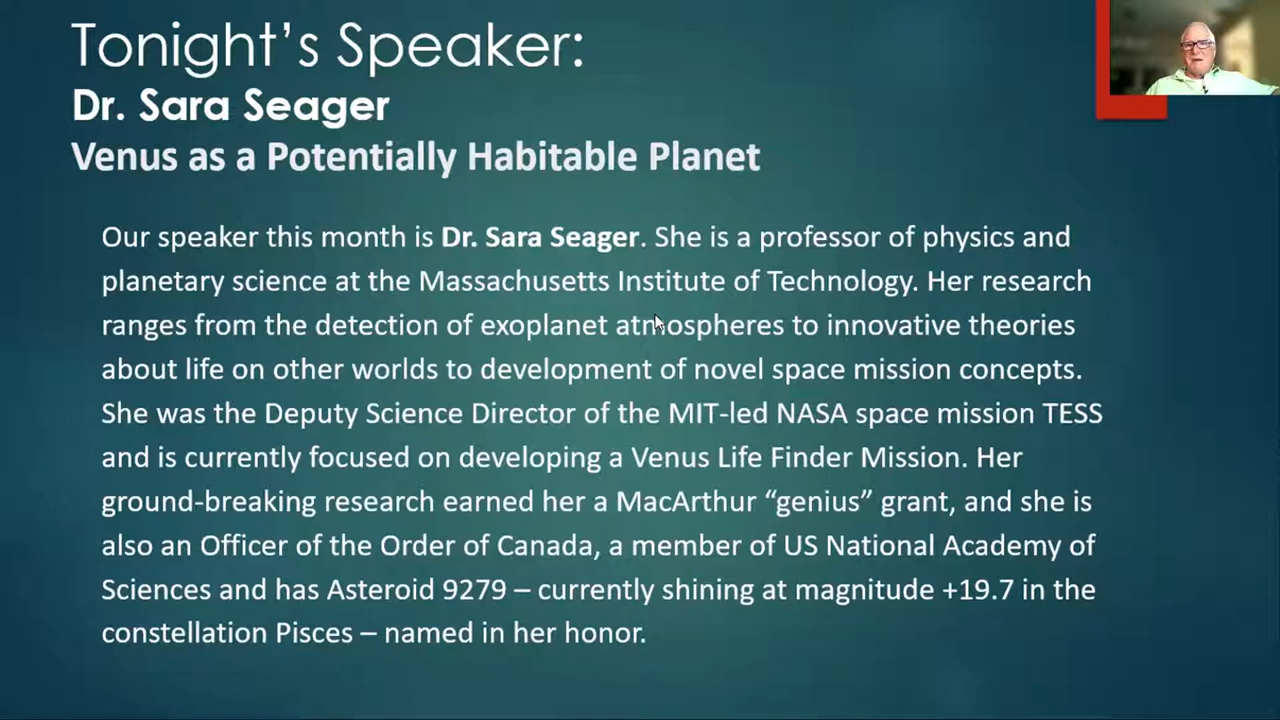 Tonight’s Speaker:
Dr. Sara Seager
Venus as a Potentially Habitable Planet
Our speaker this month is Dr. Sara Seager. She is a professor of physics and
planetary science at the Massachusetts Institute of Technology. Her research
ranges from the detection of exoplanet atmospheres to innovative theories
about life on other worlds to development of novel space mission concepts.
She was the Deputy Science Director of the MIT-led NASA space mission TESS
and is currently focused on developing a Venus Life Finder Mission. Her
ground-breaking research earned her a MacArthur “genius” grant, and she is
also an Officer of the Order of Canada, a member of US National Academy of
Sciences and has Asteroid 9279 – currently shining at magnitude +19.7 in the
constellation Pisces – named in her honor.